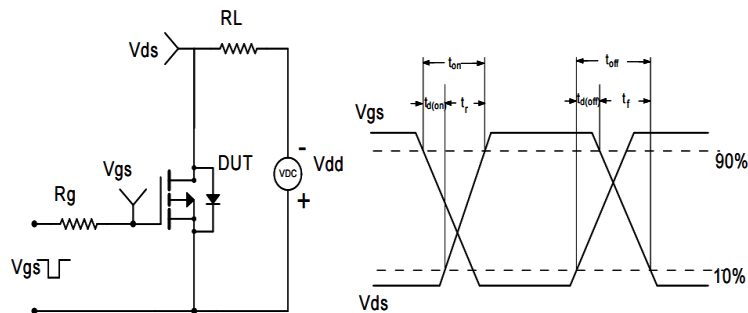 RL
Vds
ton
toff
td(on)
tr
td(off)
tf
Vgs
90%
DUT
-
Vdd
VDC
+
Vgs
Rg
Vgs
10%
Vds